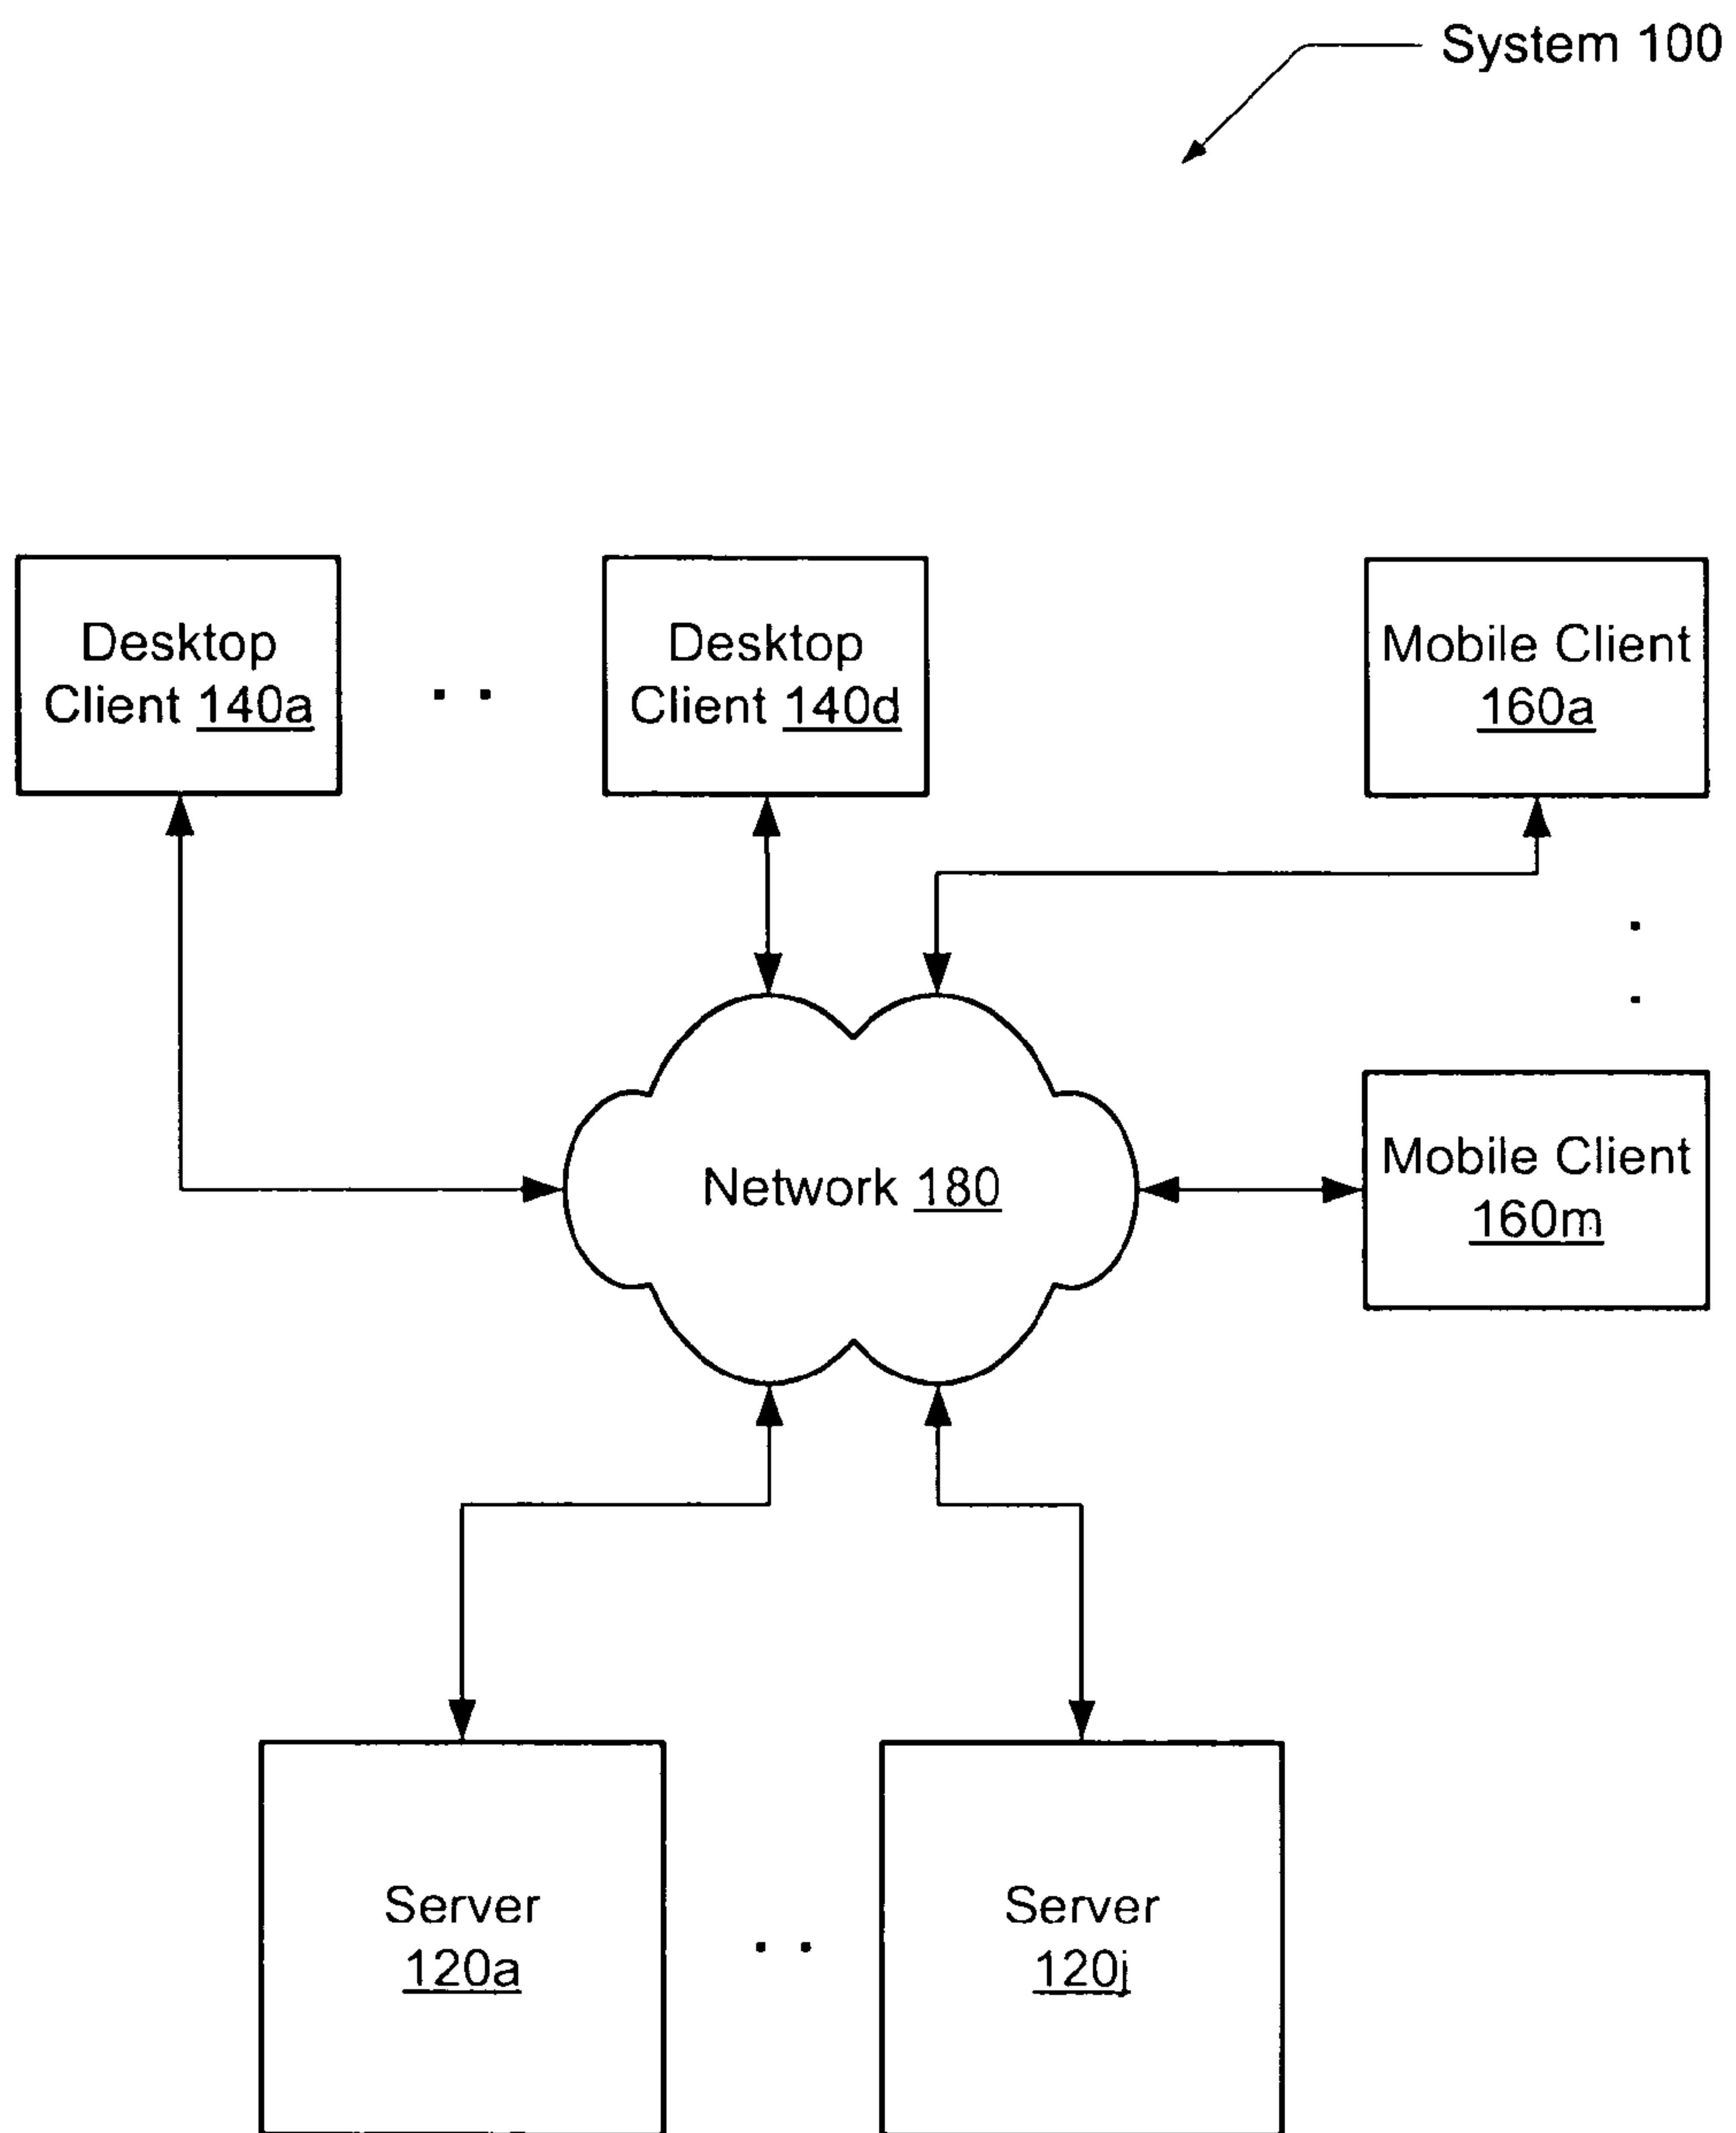 System 100
Desktop
Client 140a
Desktop
Client 140d
Mobile Client
160a
Network 180
Mobile Client
160m
Server
120a
Server
120j